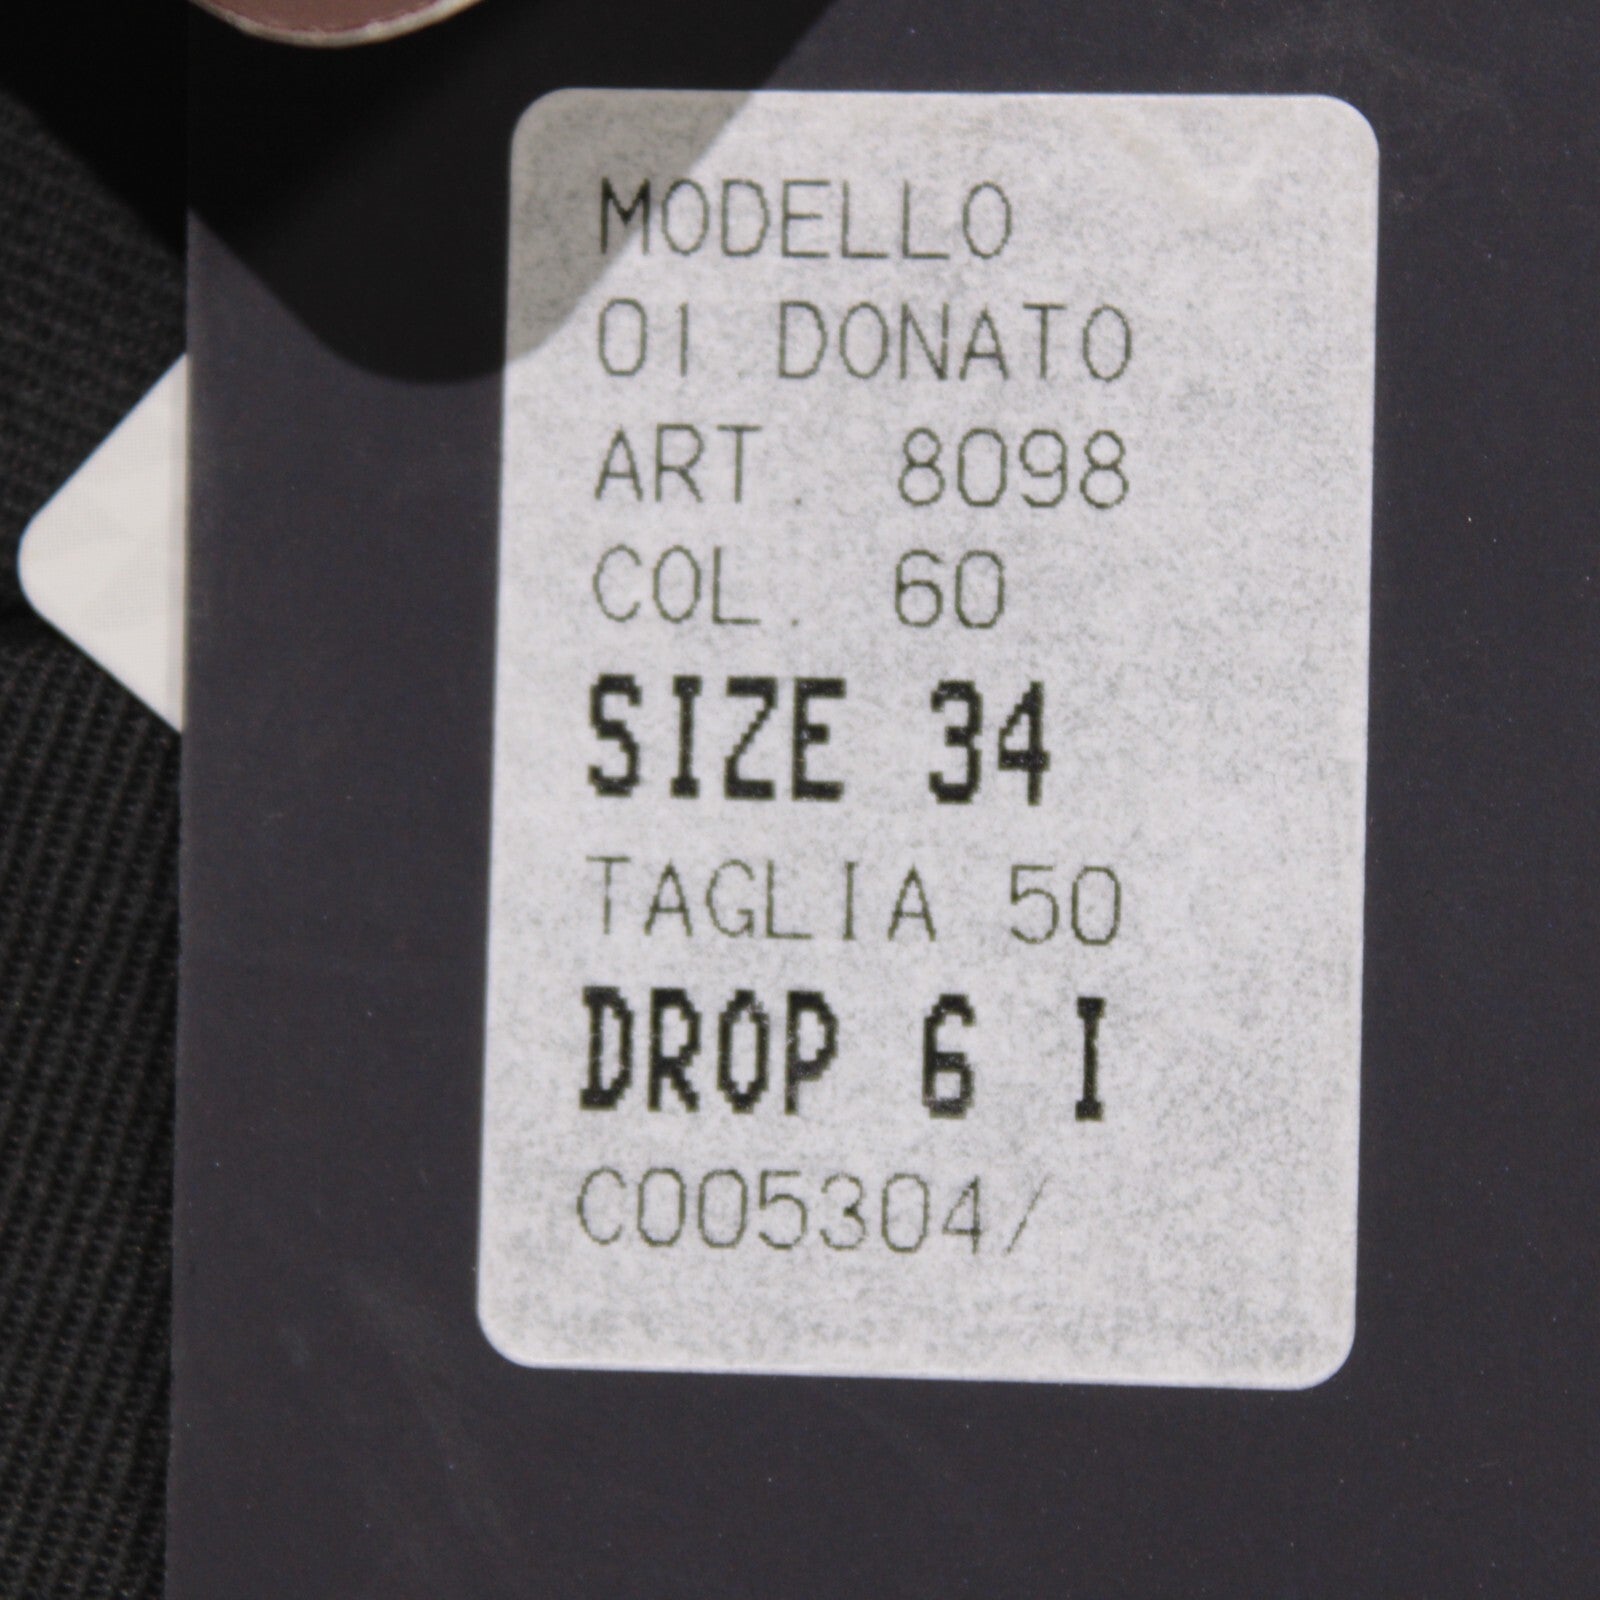 MODELLO
01 DONATO
ART. 8098
COL. 60
SIZE 34
TAGLIA 50
DROP 6 I
C005304/